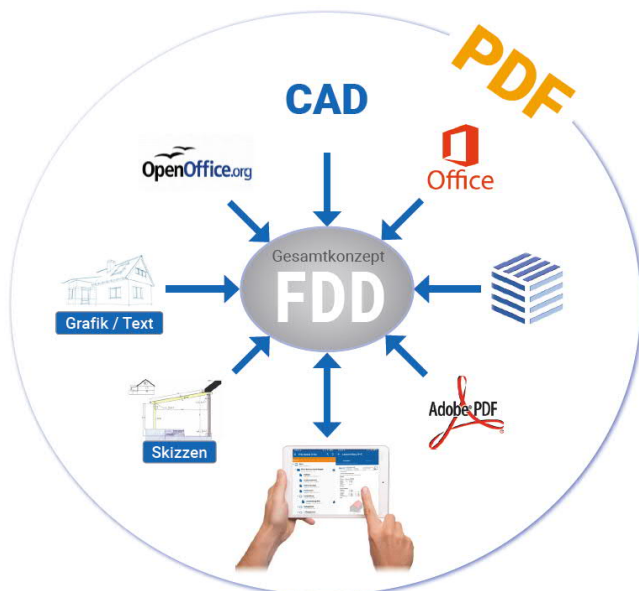 PDF
CAD
OpenOffice.org
Office
Gesamtkonzept
FDD
Grafik / Text
Adobe PDF
Skizzen